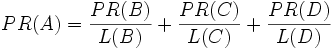 PR(A) = PR(B)/L(B) + PR(C)/L(C) + PR(D)/L(D)